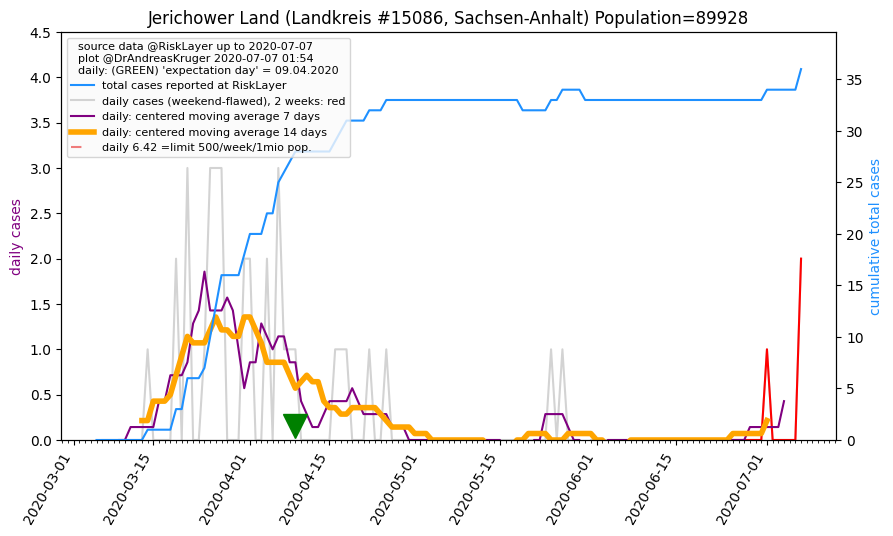 Jerichower Land (Landkreis #15086, Sachsen-Anhalt) Population=89928
source data @RiskLayer up to 2020-07-07
plot @DrAndreasKruger 2020-07-07 01:54
daily: (GREEN) 'expectation day' = 09.04.2020
total cases reported at RiskLayer
daily cases (weekend-flawed), 2 weeks: red
daily: centered moving average 7 days
daily: centered moving average 14 days
daily 6.42 =limit 500/week/1mio pop.
daily cases
4.5
4.0
3.5
3.0
2.5
2.0
1.5
1.0
0.5
0.0
35
30
25
20
15
10
5
0
cumulative total cases
2020-03-01
2020-03-15
2020-04-01
2020-04-15
2020-05-01
2020-05-15
2020-06-01
2020-06-15
2020-07-01